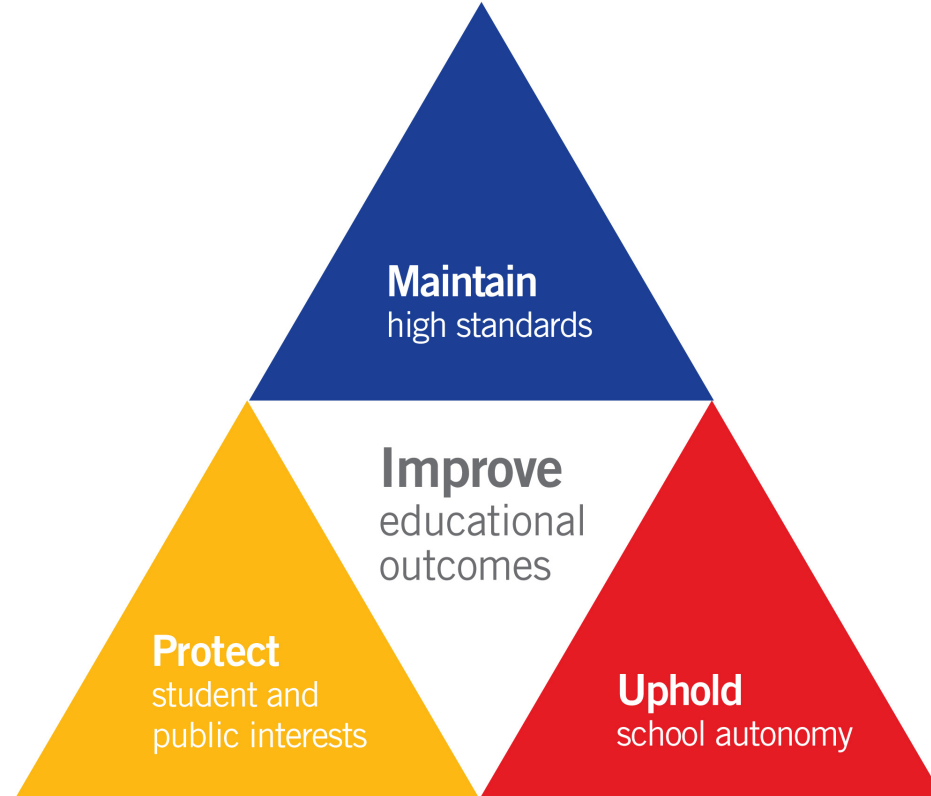 Maintain
high standards
Improve
educational
outcomes
Protect
student and
public interests
Uphold
school autonomy